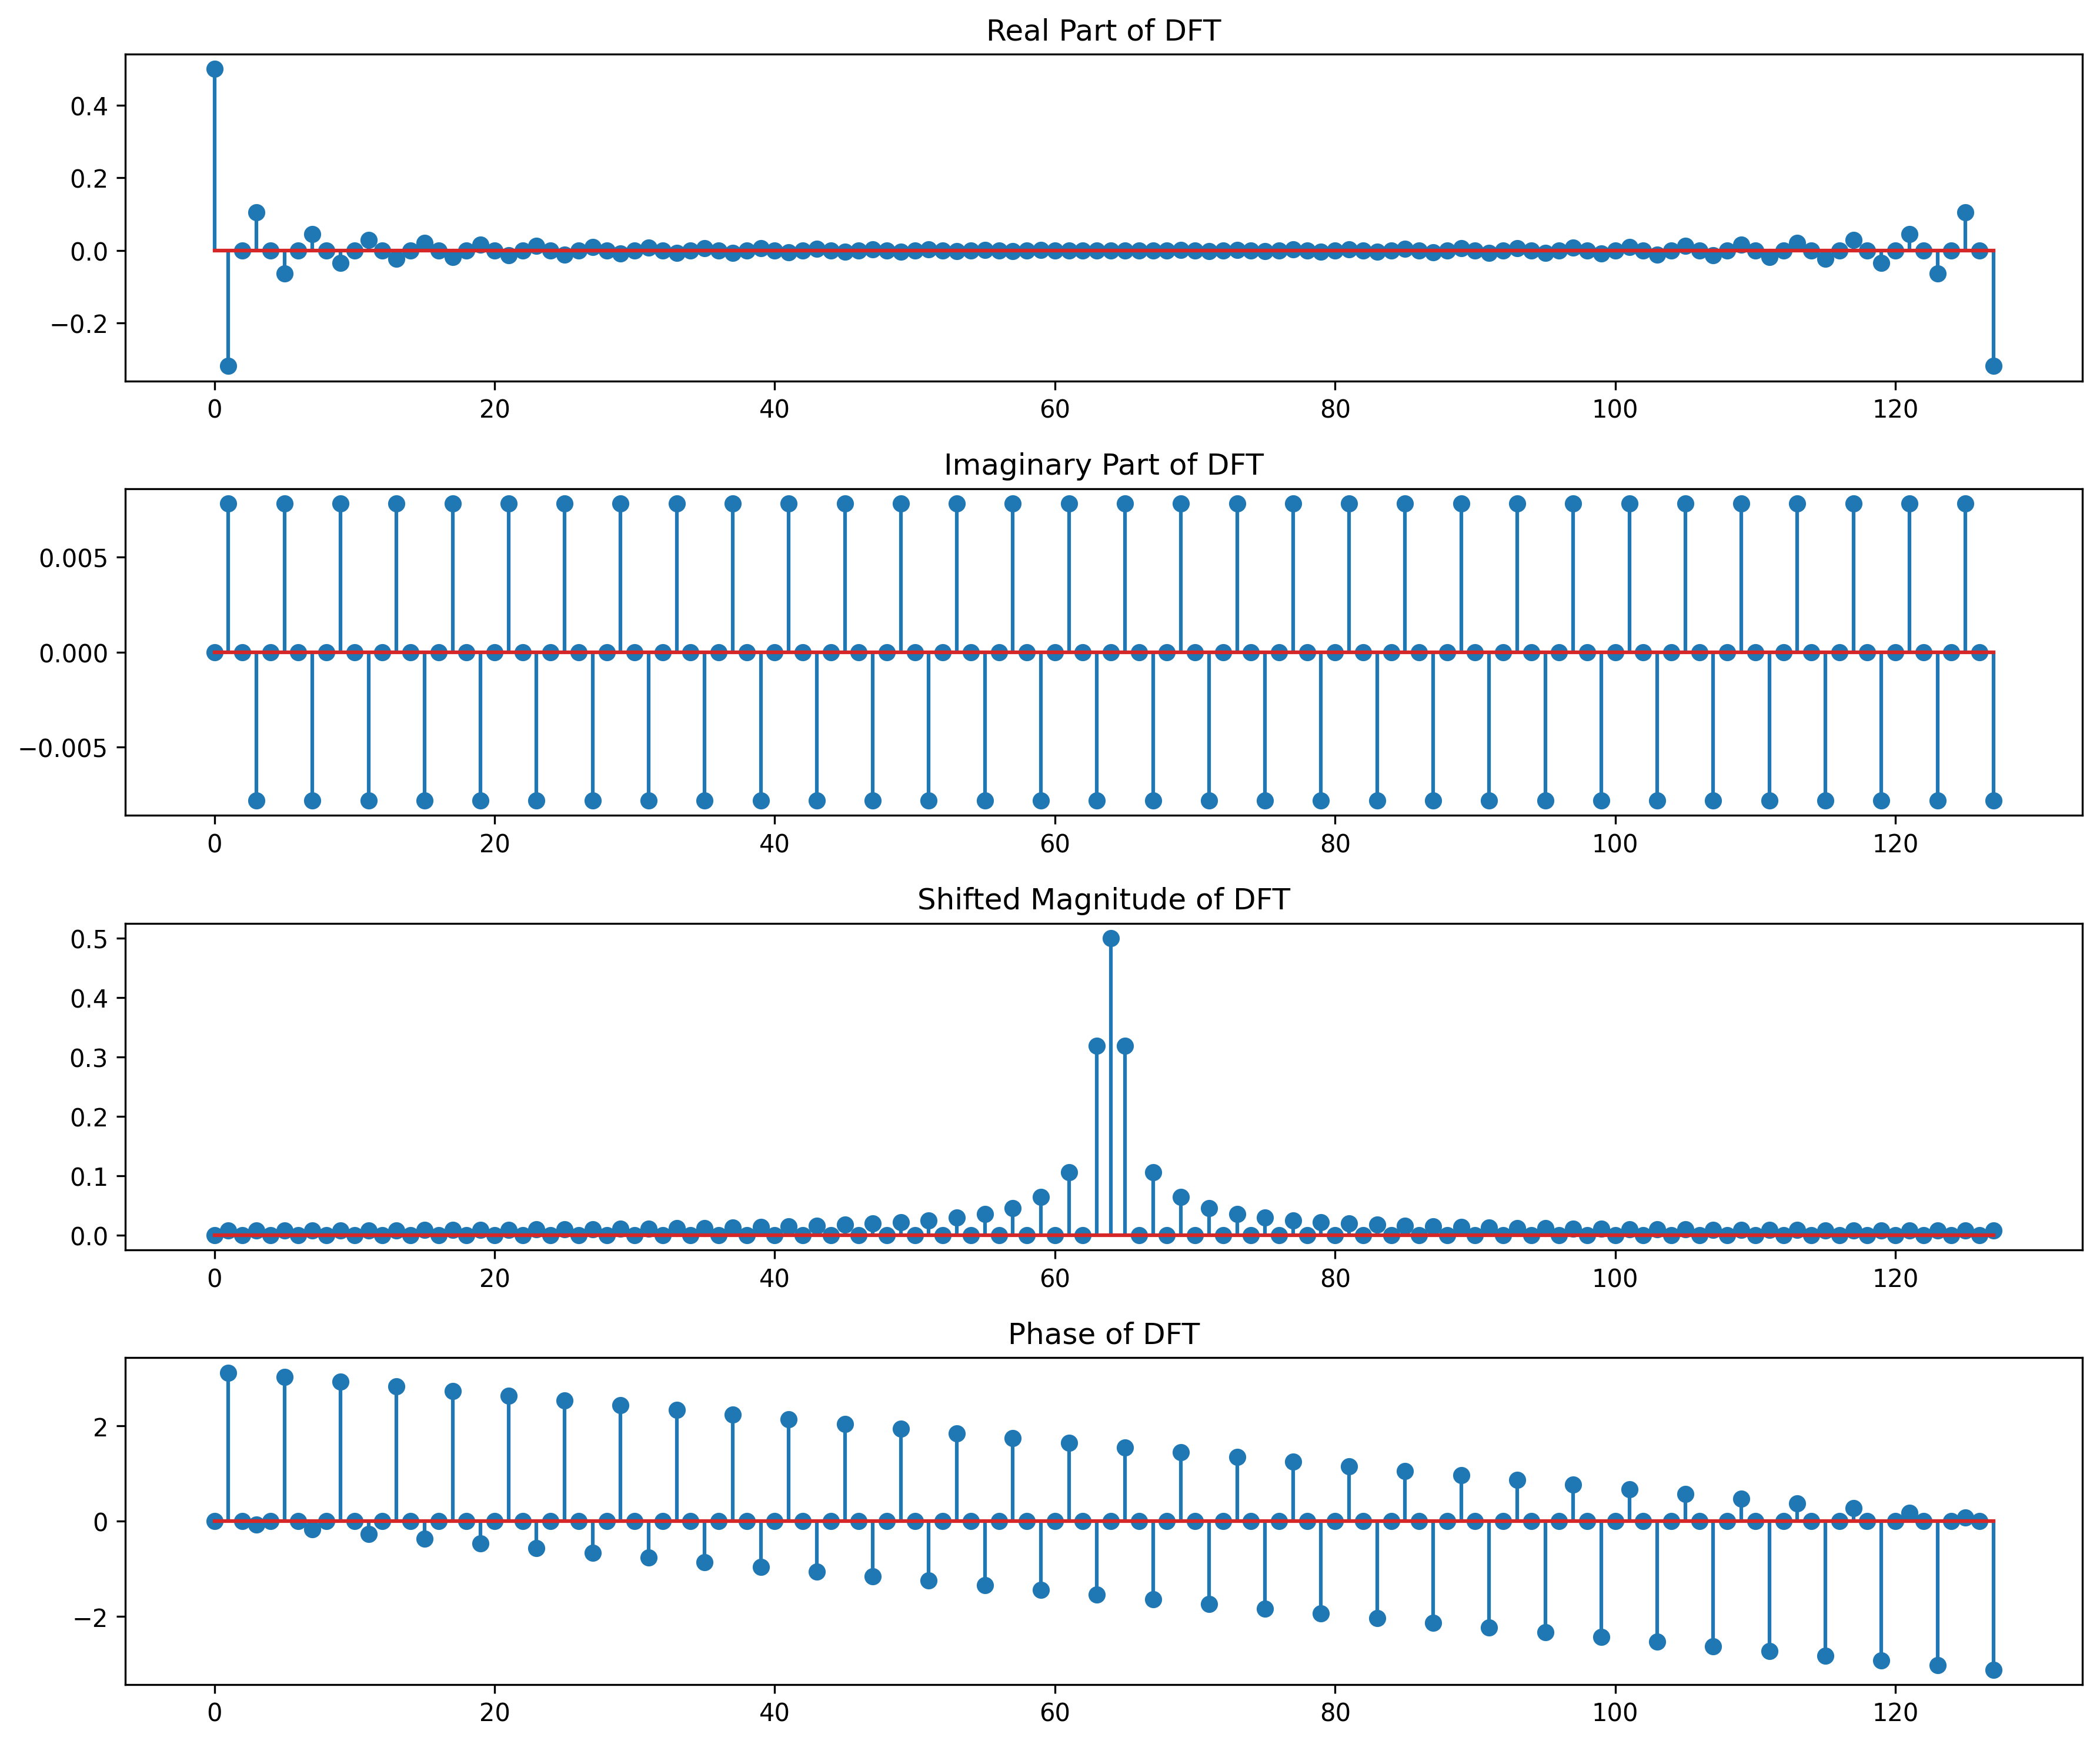 Real Part of DFT
0.4
0.2
0.0
−0.2
0 20 40 60 80 100 120
Imaginary Part of DFT
0.005
0.000
−0.005
0 20 40 60 80 100 120
Shifted Magnitude of DFT
0.5
0.4
0.3
0.2
0.1
0.0
0 20 40 60 80 100 120
Phase of DFT
2
0
−2
0 20 40 60 80 100 120